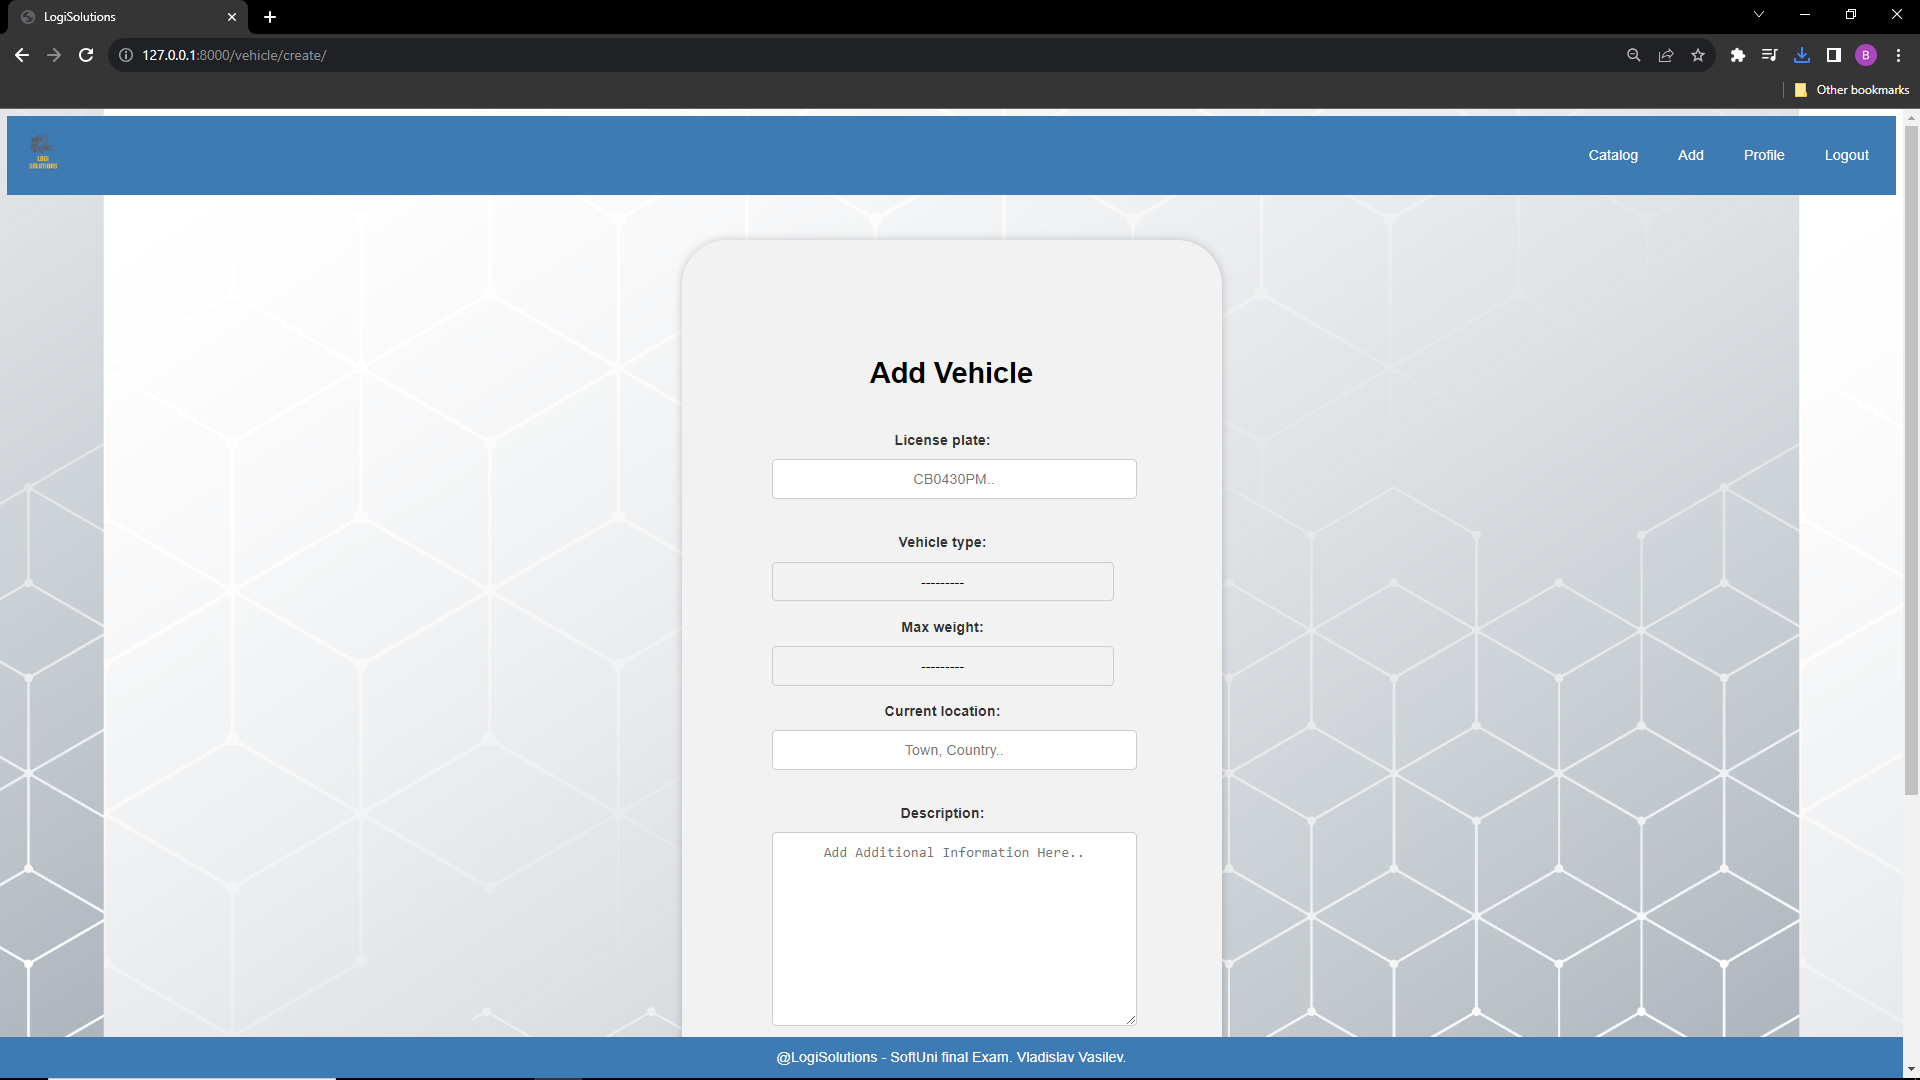 LogiSolutions
127.0.0.1:8000/vehicle/create/
B
Other bookmarks
LOGI
SOLUTIONS
Catalog
Add
Profile
Logout
Add Vehicle
License plate:
CB0430PM..
Vehicle type:
---------
Max weight:
---------
Current location:
Town, Country..
Description:
Add Additional Information Here..
@LogiSolutions - SoftUni final Exam. Vladislav Vasilev.